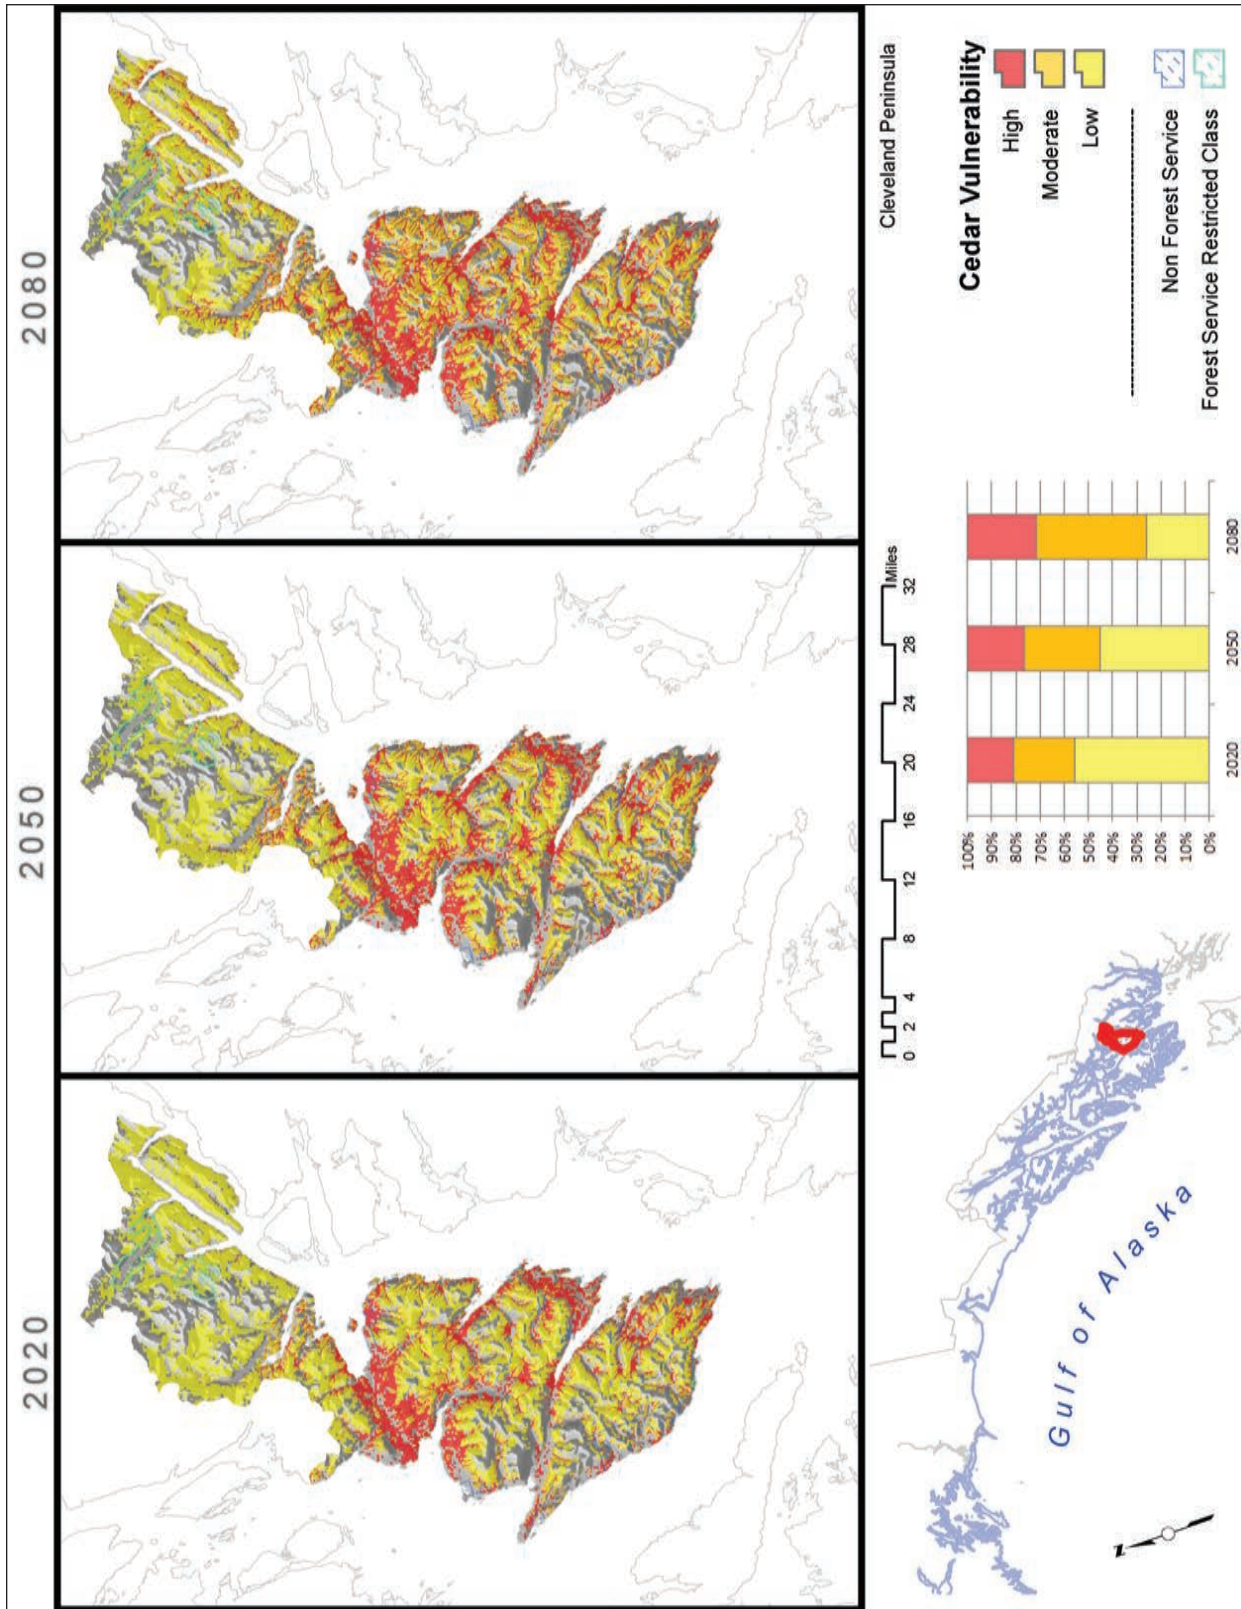 2020
2050
2080
Cleveland Peninsula
0 2 4 8 12 16 20 24 28 32
Miles
Gulf of Alaska
N
100%
90%
80%
70%
60%
50%
40%
30%
20%
10%
0%
2020 2050 2080
Cedar Vulnerability
High
Moderate
Low
Non Forest Service
Forest Service Restricted Class